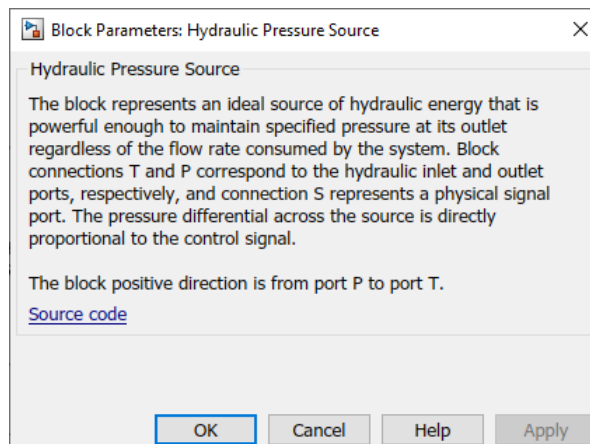 Block Parameters: Hydraulic Pressure Source
Hydraulic Pressure Source
The block represents an ideal source of hydraulic energy that is
powerful enough to maintain specified pressure at its outlet
regardless of the flow rate consumed by the system. Block
connections T and P correspond to the hydraulic inlet and outlet
ports, respectively, and connection S represents a physical signal
port. The pressure differential across the source is directly
proportional to the control signal.
The block positive direction is from port P to port T.
Source code
OK Cancel Help Apply